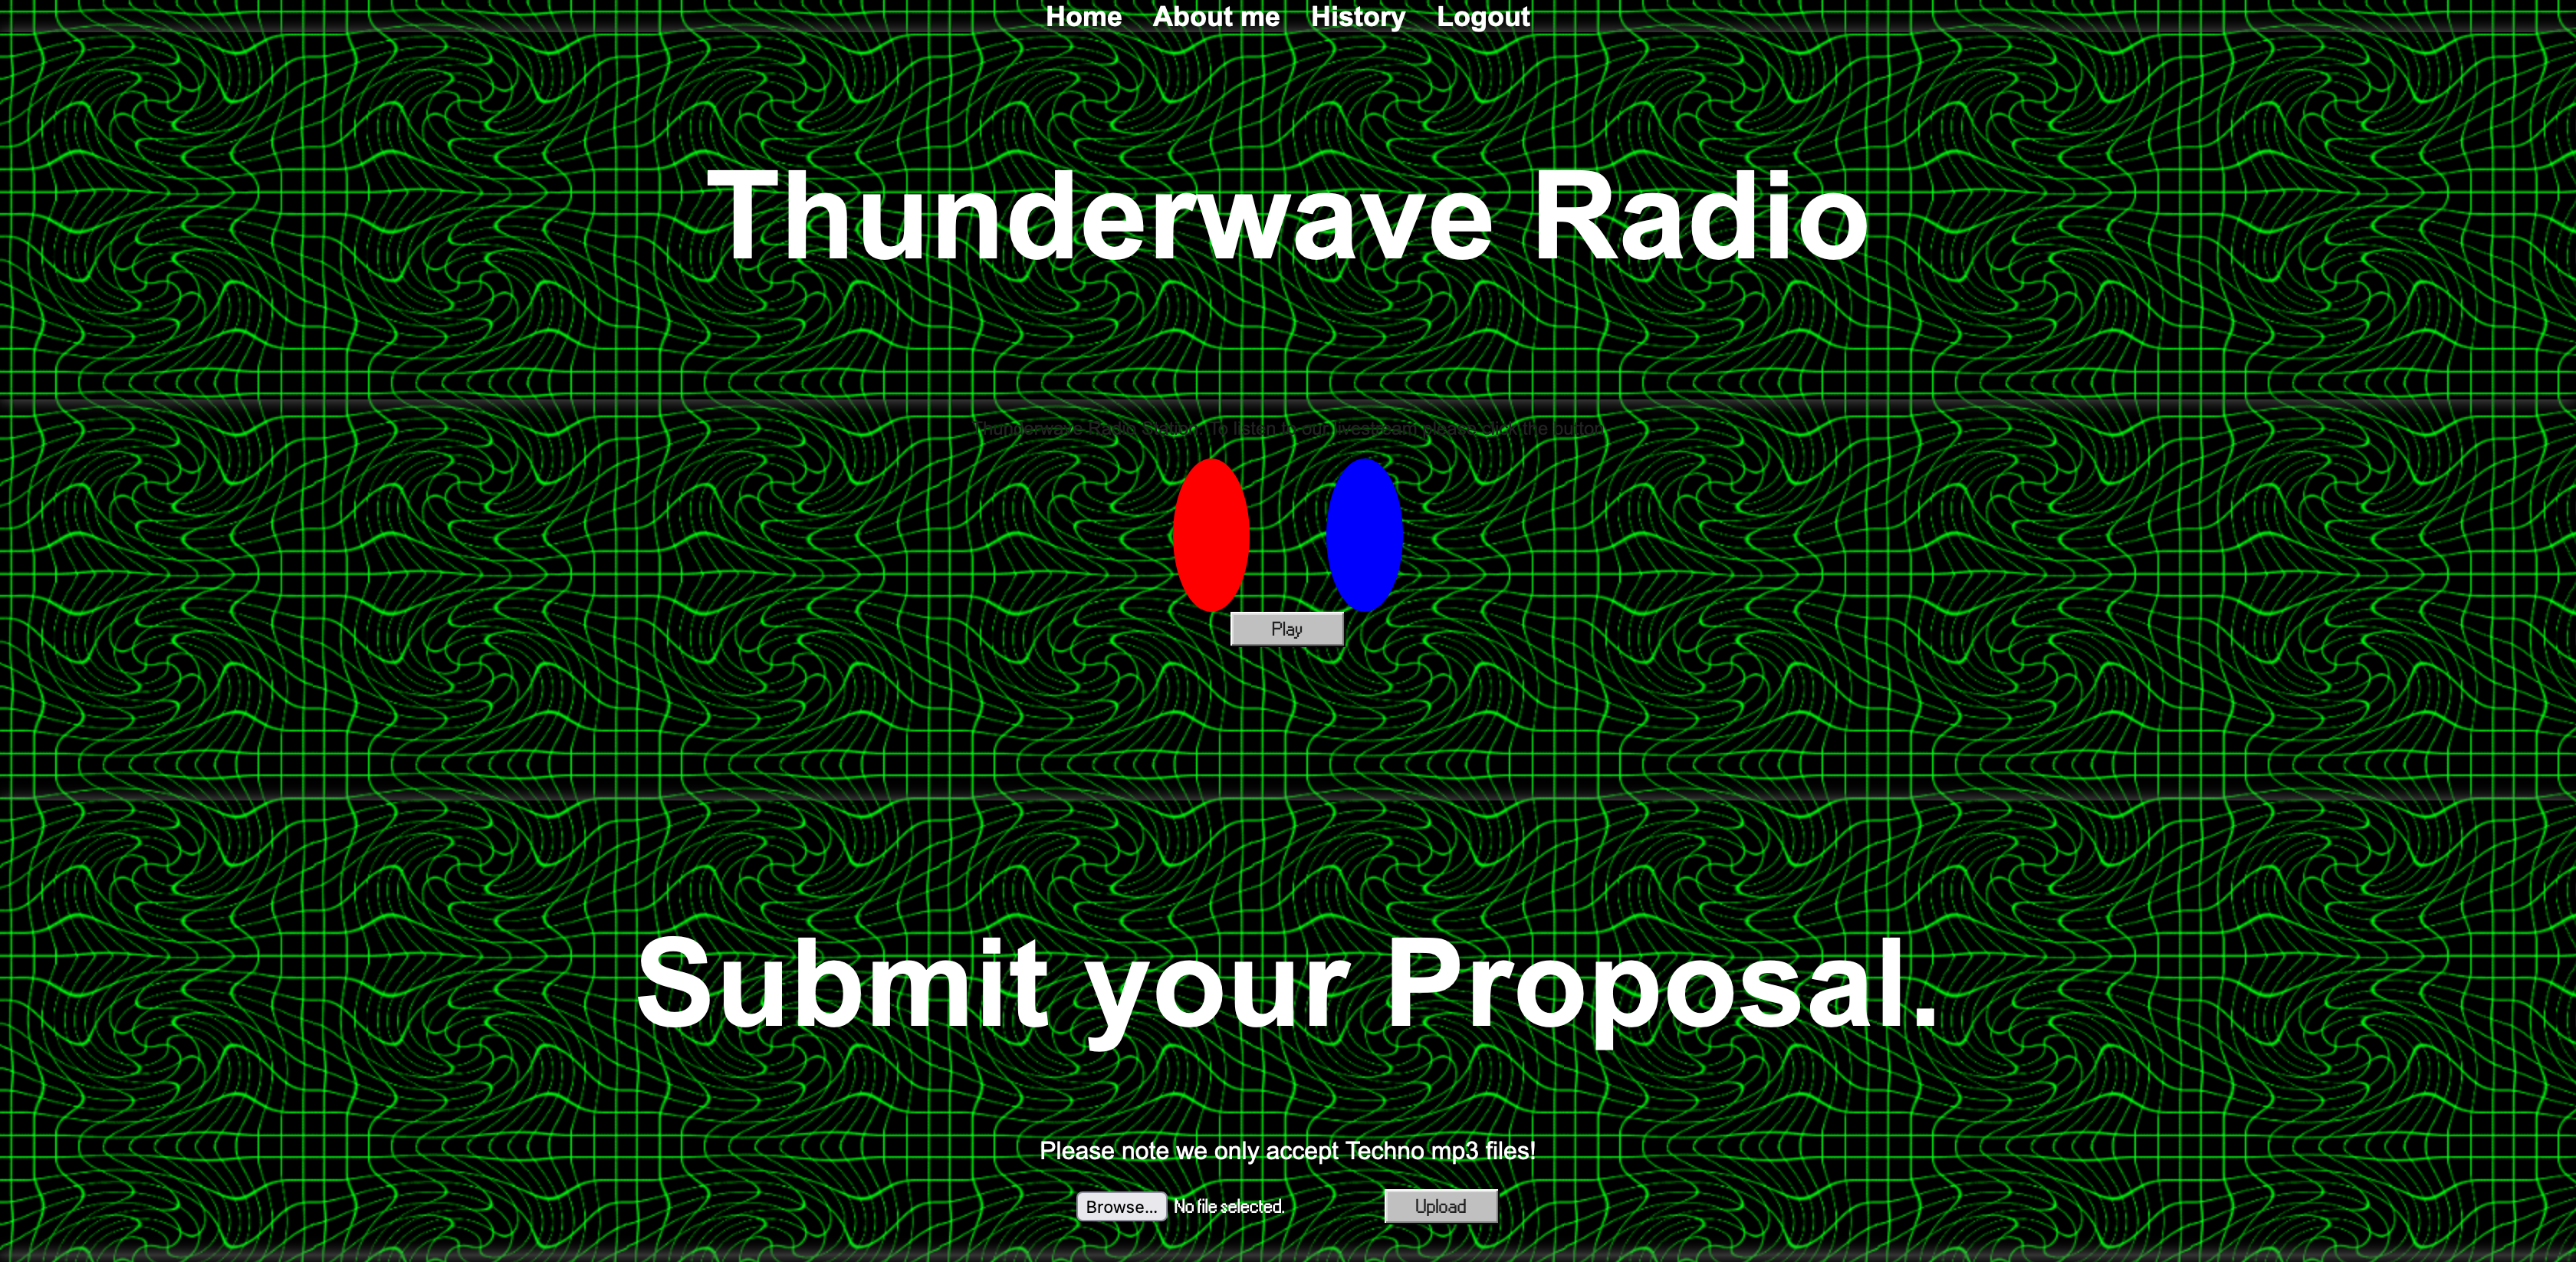 Home About me History Logout
Thunderwave Radio
Thunderwave Radio Station. To listen to our livestream please click the button
Play
Submit your Proposal.
Please note we only accept Techno mp3 files!
Browse... No file selected. Upload